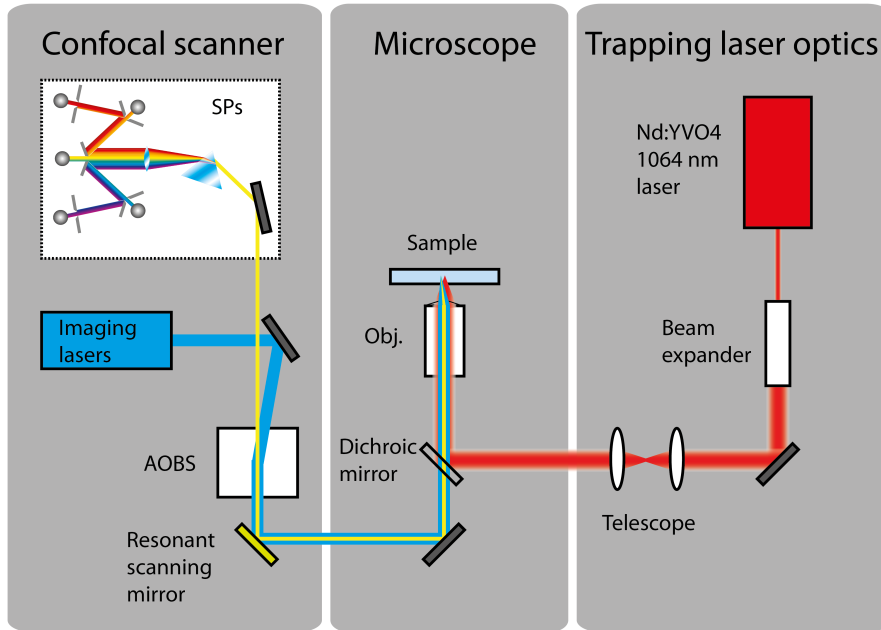 Confocal scanner
SPs
Imaging
lasers
AOBS
Resonant
scanning
mirror
Microscope
Sample
Obj.
Dichroic
mirror
Trapping laser optics
Nd:YVO4
1064 nm
laser
Beam
expander
Telescope